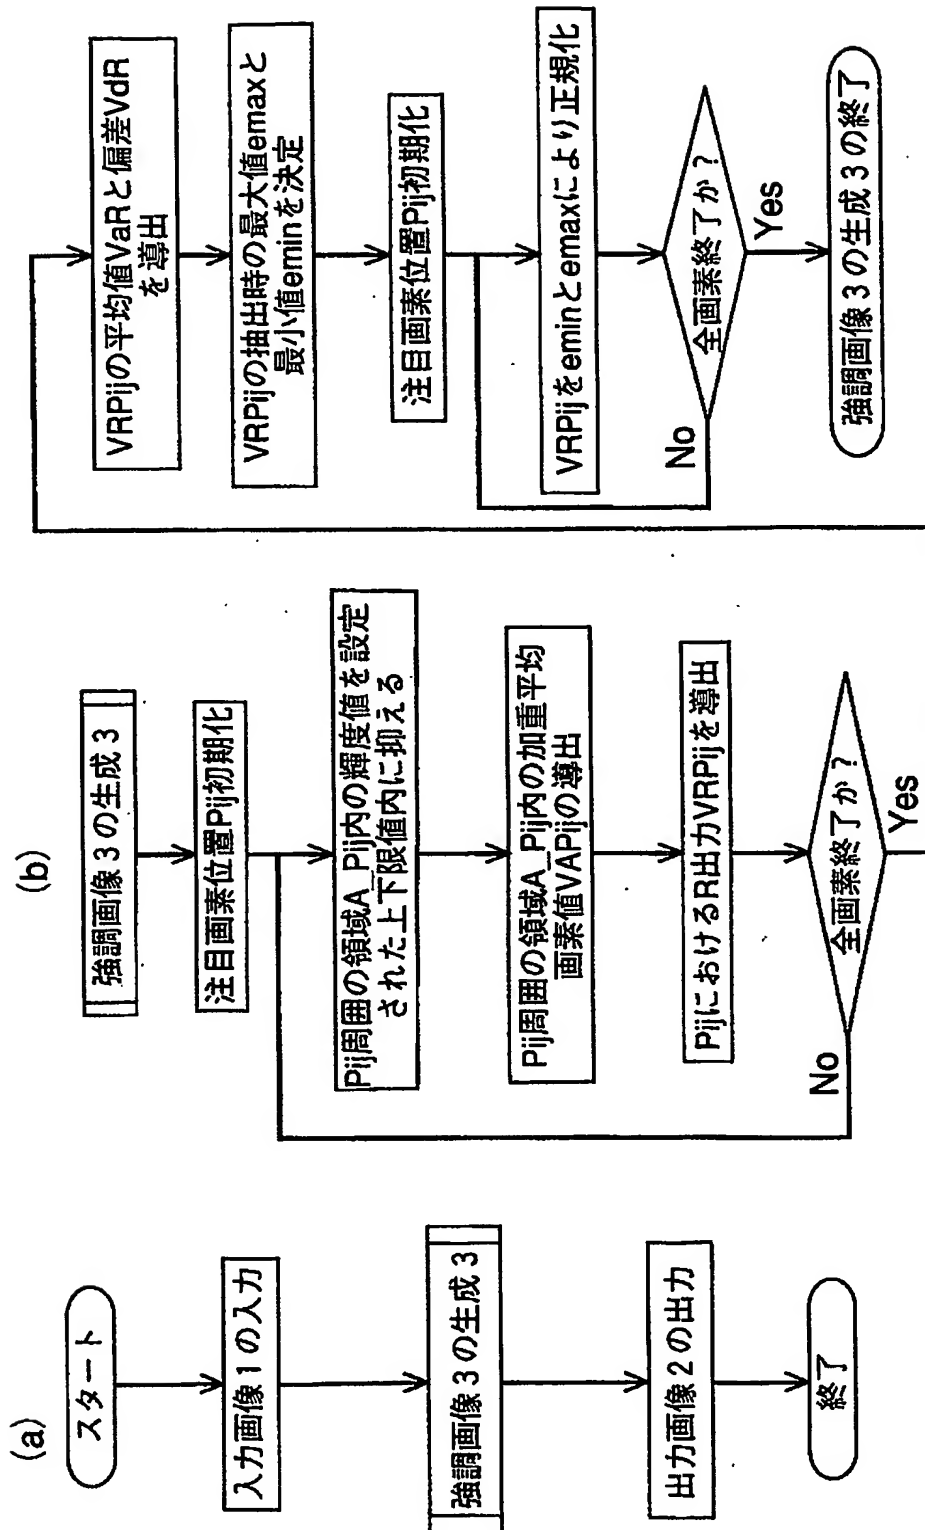 (a)
スタート
入力画像1の入力
強調画像3の生成3
出力画像2の出力
終了
(b)
強調画像3の生成3
注目画素位置Pij初期化
Pij周囲の領域A_Pij内の輝度値を設定
された上下限値内に抑える
Pij周囲の領域A_Pij内の加重平均
画素値VAPijの導出
PijにおけるR出力VRPijを導出
全画素終了か?
No
Yes
VRPijの平均値VaRと偏差VdR
を導出
VRPijの抽出時の最大値emaxと
最小値eminを決定
注目画素位置Pij初期化
VRPijをeminとemaxにより正規化
全画素終了か?
No
Yes
強調画像3の生成3の終了